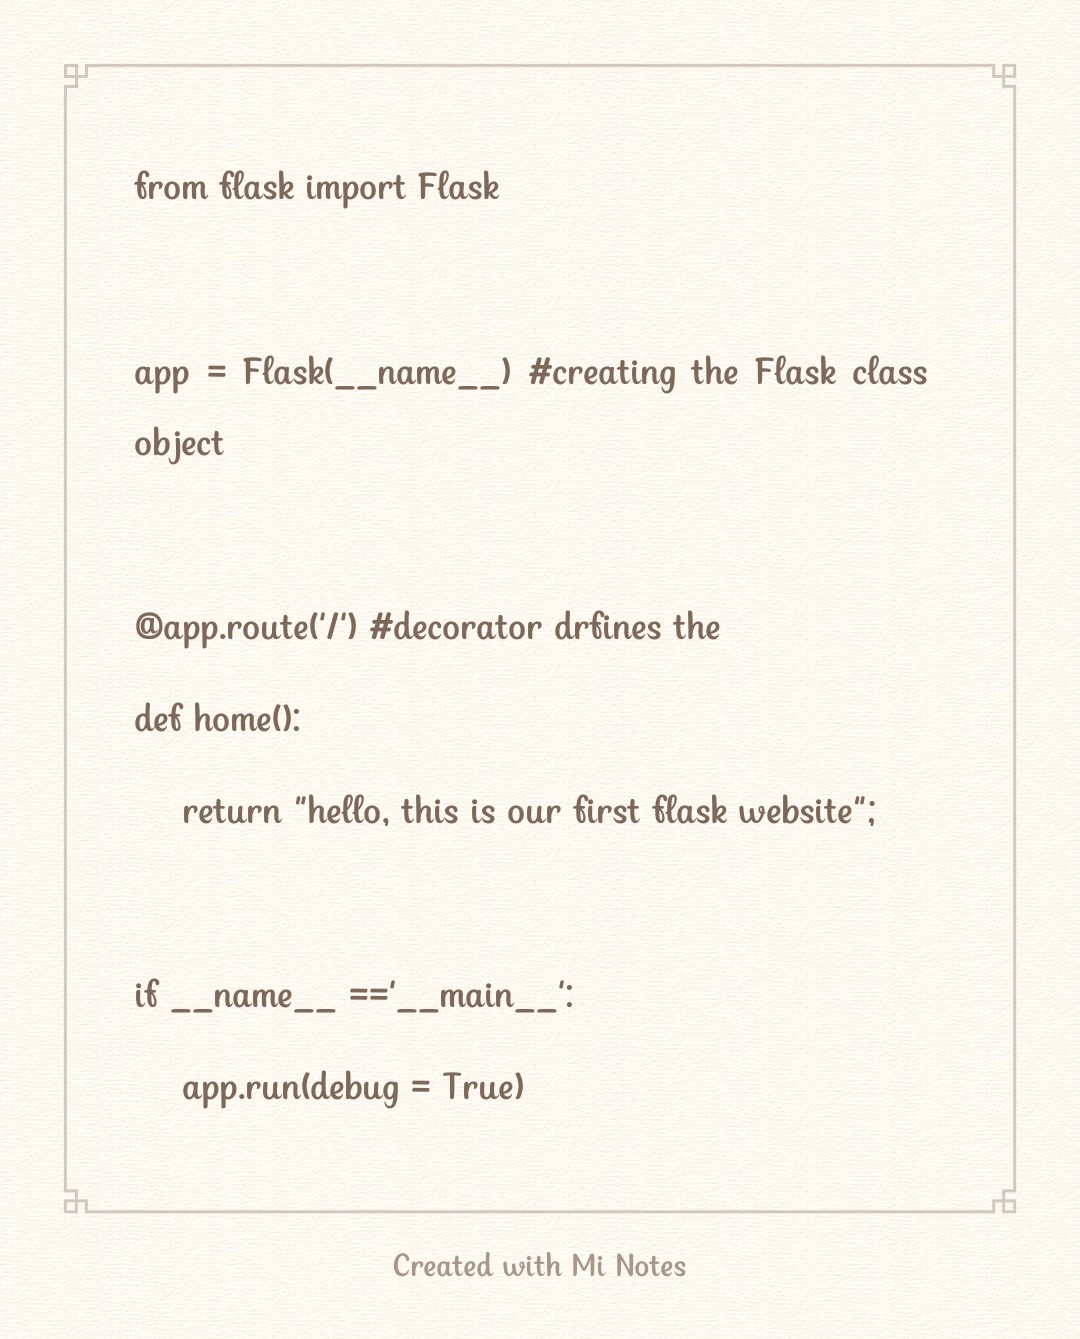 from flask import Flask
app = Flask(__name__) #creating the Flask class
object
@app.route('/') #decorator drfines the
def home():
return "hello, this is our first flask website";
if __name__ =='__main__':
app.run(debug = True)
Created with Mi Notes